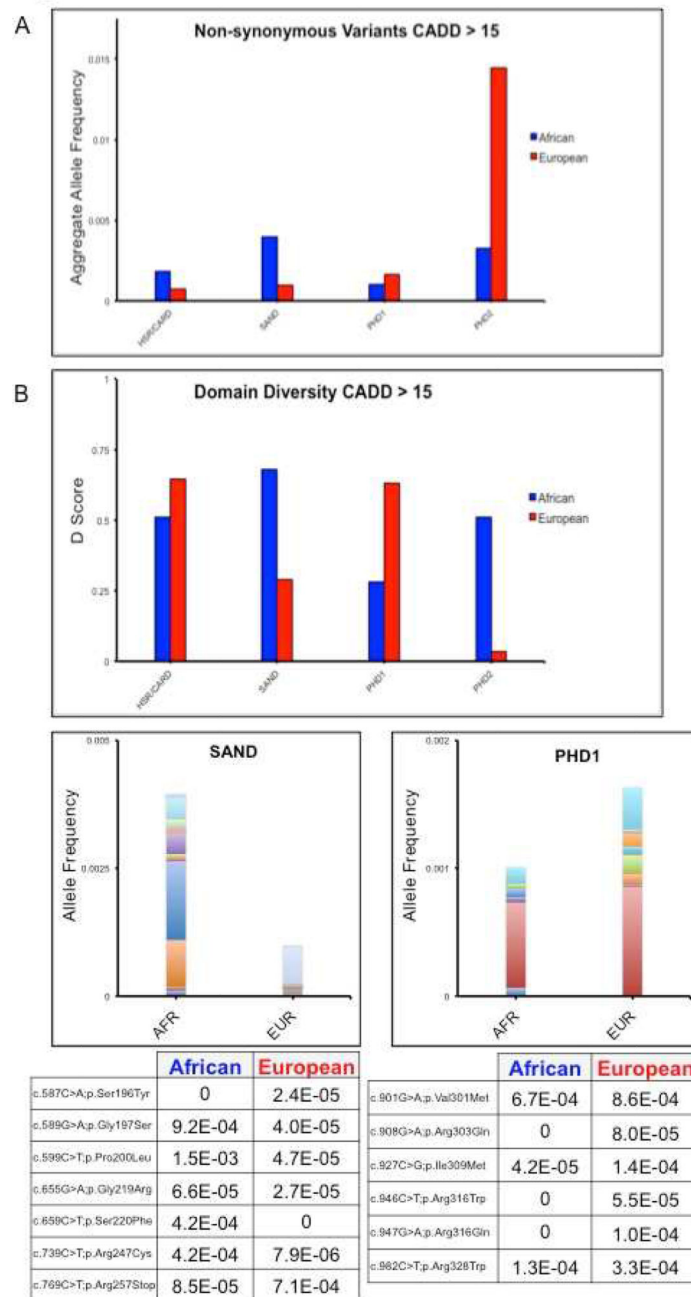 A
Non-synonymous Variants CADD > 15
Aggregate Allele Frequency
0.015
0.01
0.005
0
African
European
HSR/CARD
SAND
PHD1
PHD2
B
Domain Diversity CADD > 15
D Score
1
0.75
0.5
0.25
0
African
European
HSR/CARD
SAND
PHD1
PHD2
SAND
Allele Frequency
0.005
0.0025
0
AFR
EUR
PHD1
Allele Frequency
0.002
0.001
0
AFR
EUR
African European
c.587C>A;p.Ser196Tyr 0 2.4E-05
c.589G>A;p.Gly197Ser 9.2E-04 4.0E-05
c.599C>T;p.Pro200Leu 1.5E-03 4.7E-05
c.655G>A;p.Gly219Arg 6.6E-05 2.7E-05
c.659C>T;p.Ser220Phe 4.2E-04 0
c.739C>T;p.Arg247Cys 4.2E-04 7.9E-06
c.769C>T;p.Arg257Stop 8.5E-05 7.1E-04
African European
c.901G>A;p.Val301Met 6.7E-04 8.6E-04
c.908G>A;p.Arg303Gln 0 8.0E-05
c.927C>G;p.Ile309Met 4.2E-05 1.4E-04
c.946C>T;p.Arg316Trp 0 5.5E-05
c.947G>A;p.Arg316Gln 0 1.0E-04
c.982C>T;p.Arg328Trp 1.3E-04 3.3E-04